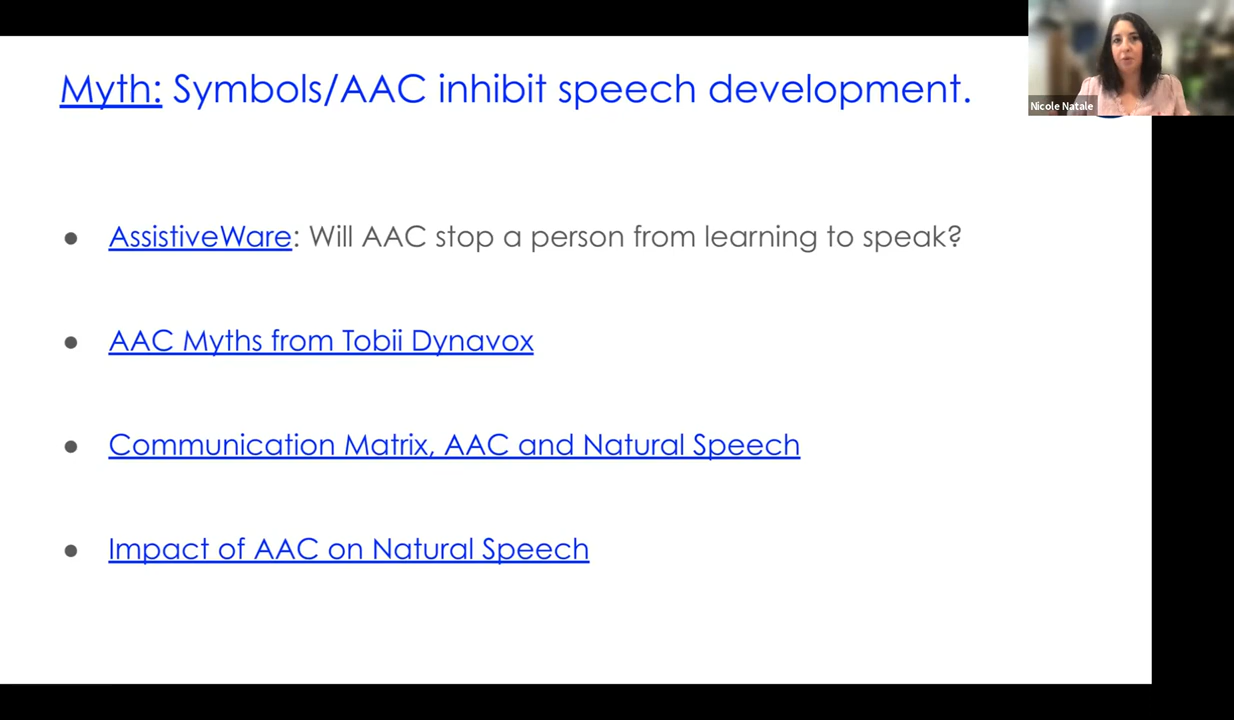 Myth: Symbols/AAC inhibit speech development.
Nicole Natale
● AssistiveWare: Will AAC stop a person from learning to speak?
● AAC Myths from Tobii Dynavox
● Communication Matrix, AAC and Natural Speech
● Impact of AAC on Natural Speech